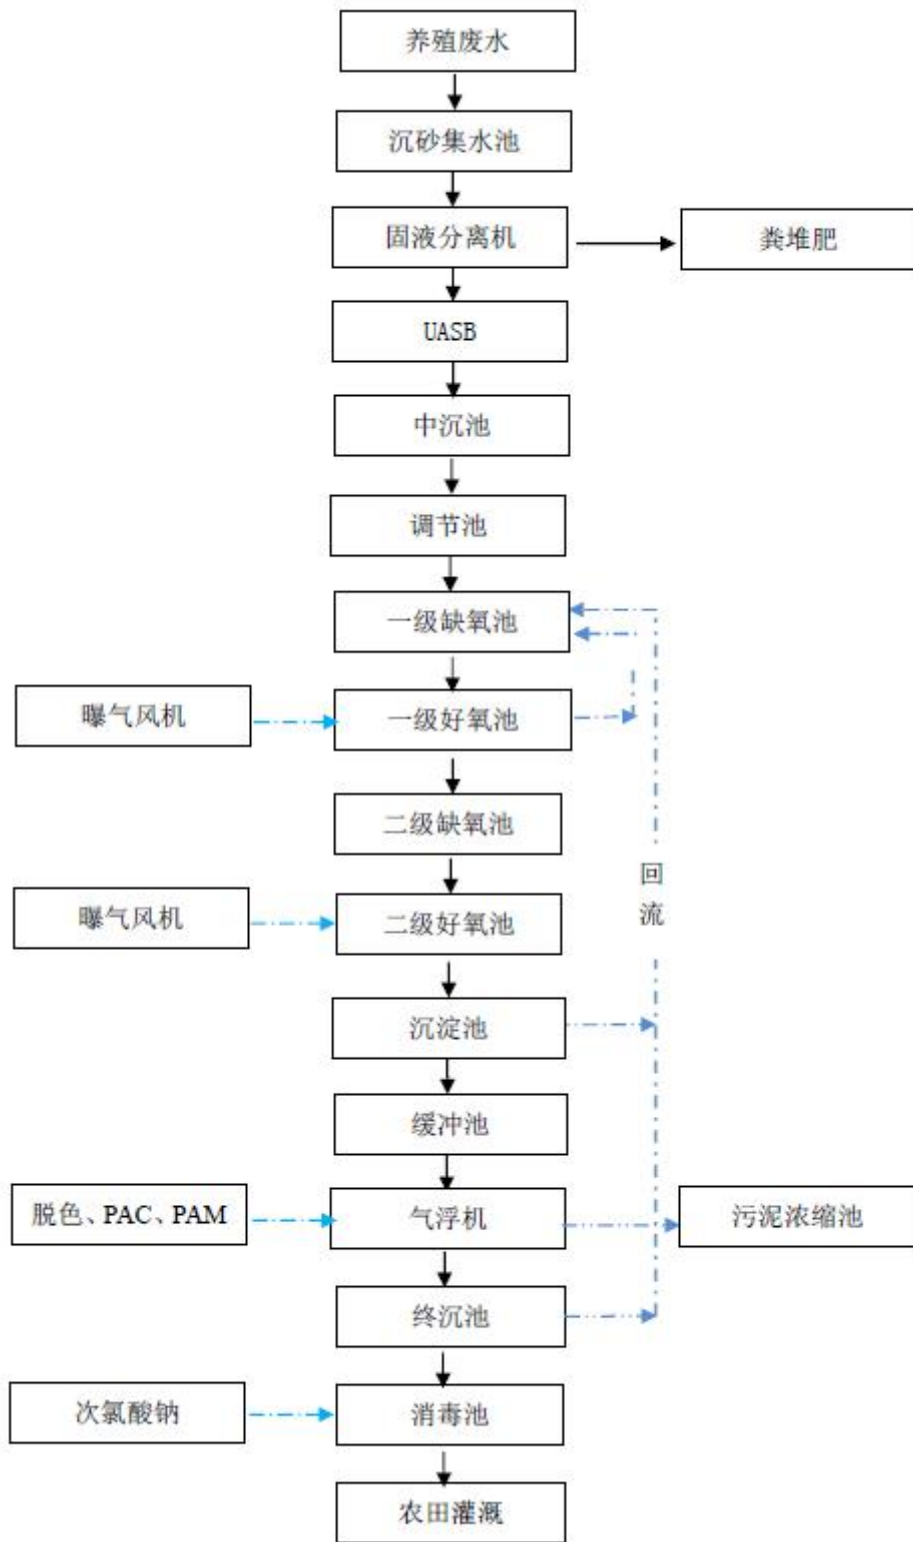 养殖废水
沉砂集水池
固液分离机
粪堆肥
UASB
中沉池
调节池
一级缺氧池
曝气风机
一级好氧池
二级缺氧池
回
流
曝气风机
二级好氧池
沉淀池
缓冲池
脱色、PAC、PAM
气浮机
污泥浓缩池
终沉池
次氯酸钠
消毒池
农田灌溉